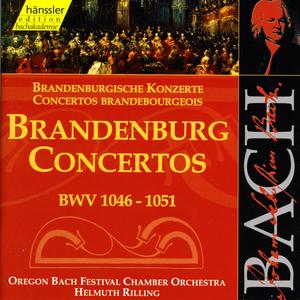 hänssler
edition
bachakademie
BRANDENBURGISCHE KONZERTE
CONCERTOS BRANDEBOURGEOIS
BRANDENBURG
CONCERTOS
BWV 1046 - 1051
OREGON BACH FESTIVAL CHAMBER ORCHESTRA
HELMUTH RILLING
BACH